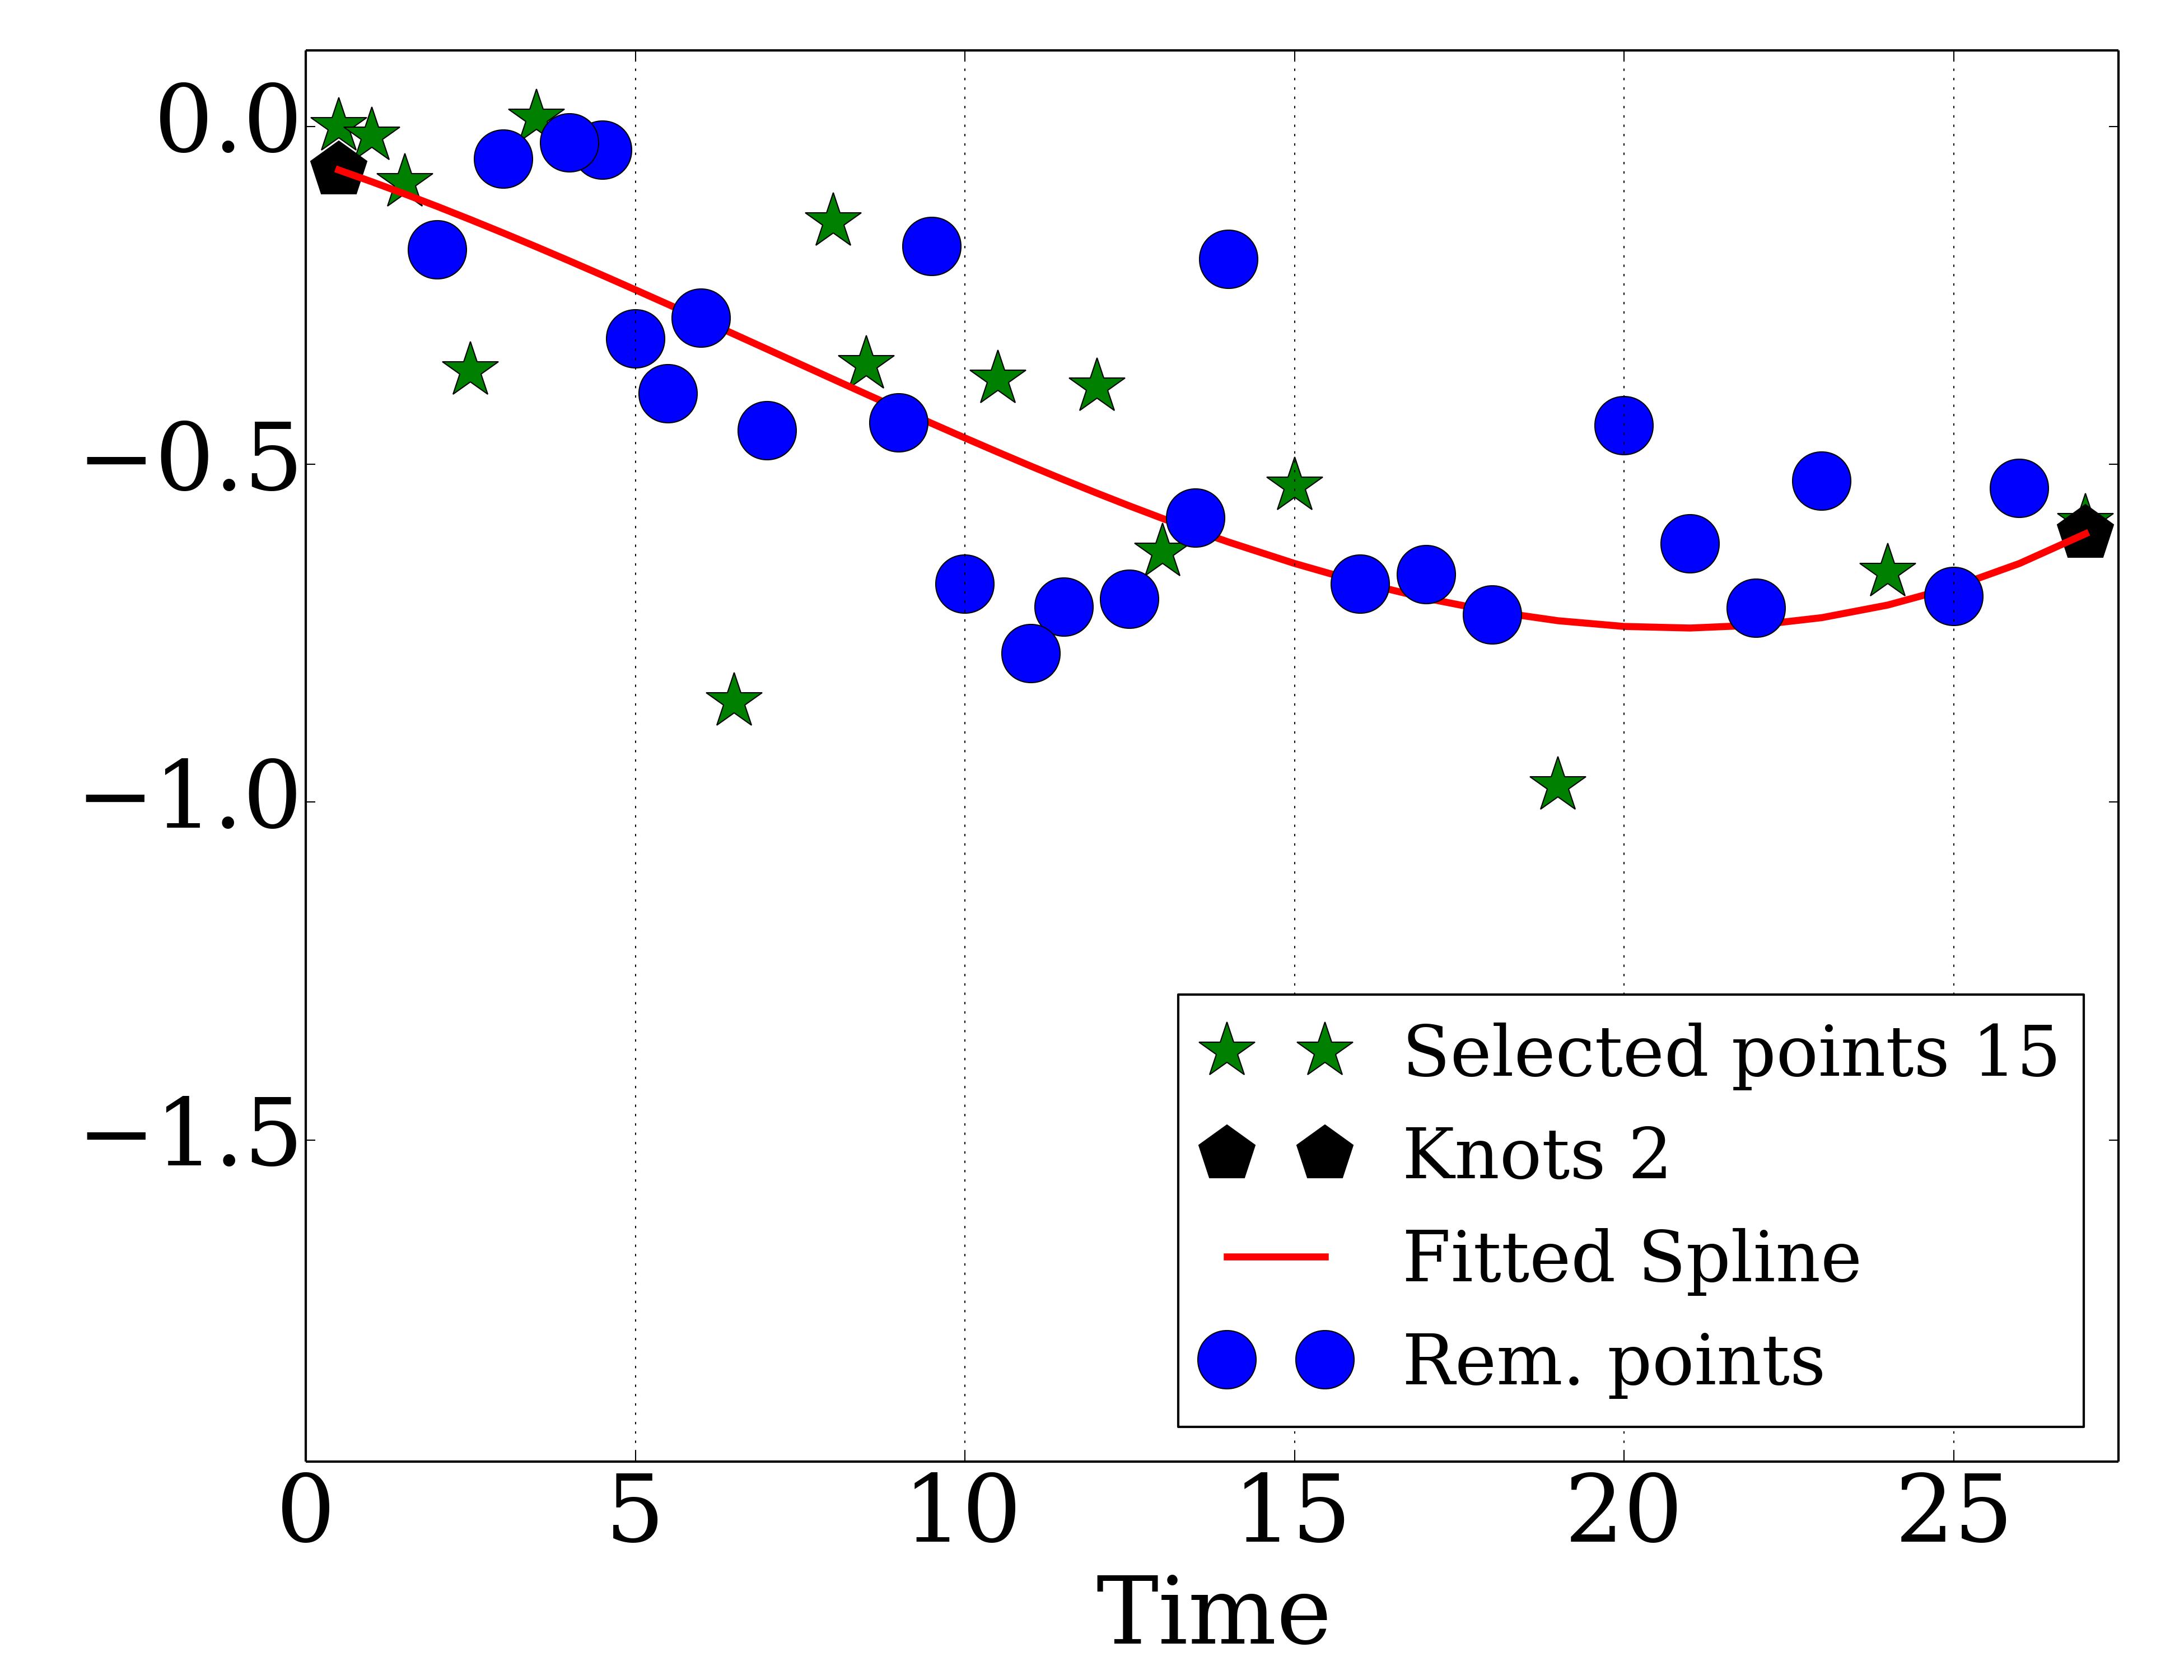 0.0
−0.5
−1.0
−1.5
Selected points 15
Knots 2
Fitted Spline
Rem. points
0 5 10 15 20 25
Time